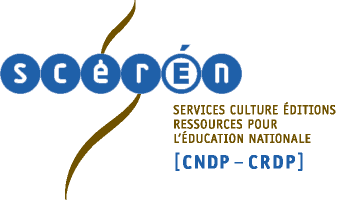 scérÉn
SERVICES CULTURE ÉDITIONS
RESSOURCES POUR
L'ÉDUCATION NATIONALE
[CNDP – CRDP]